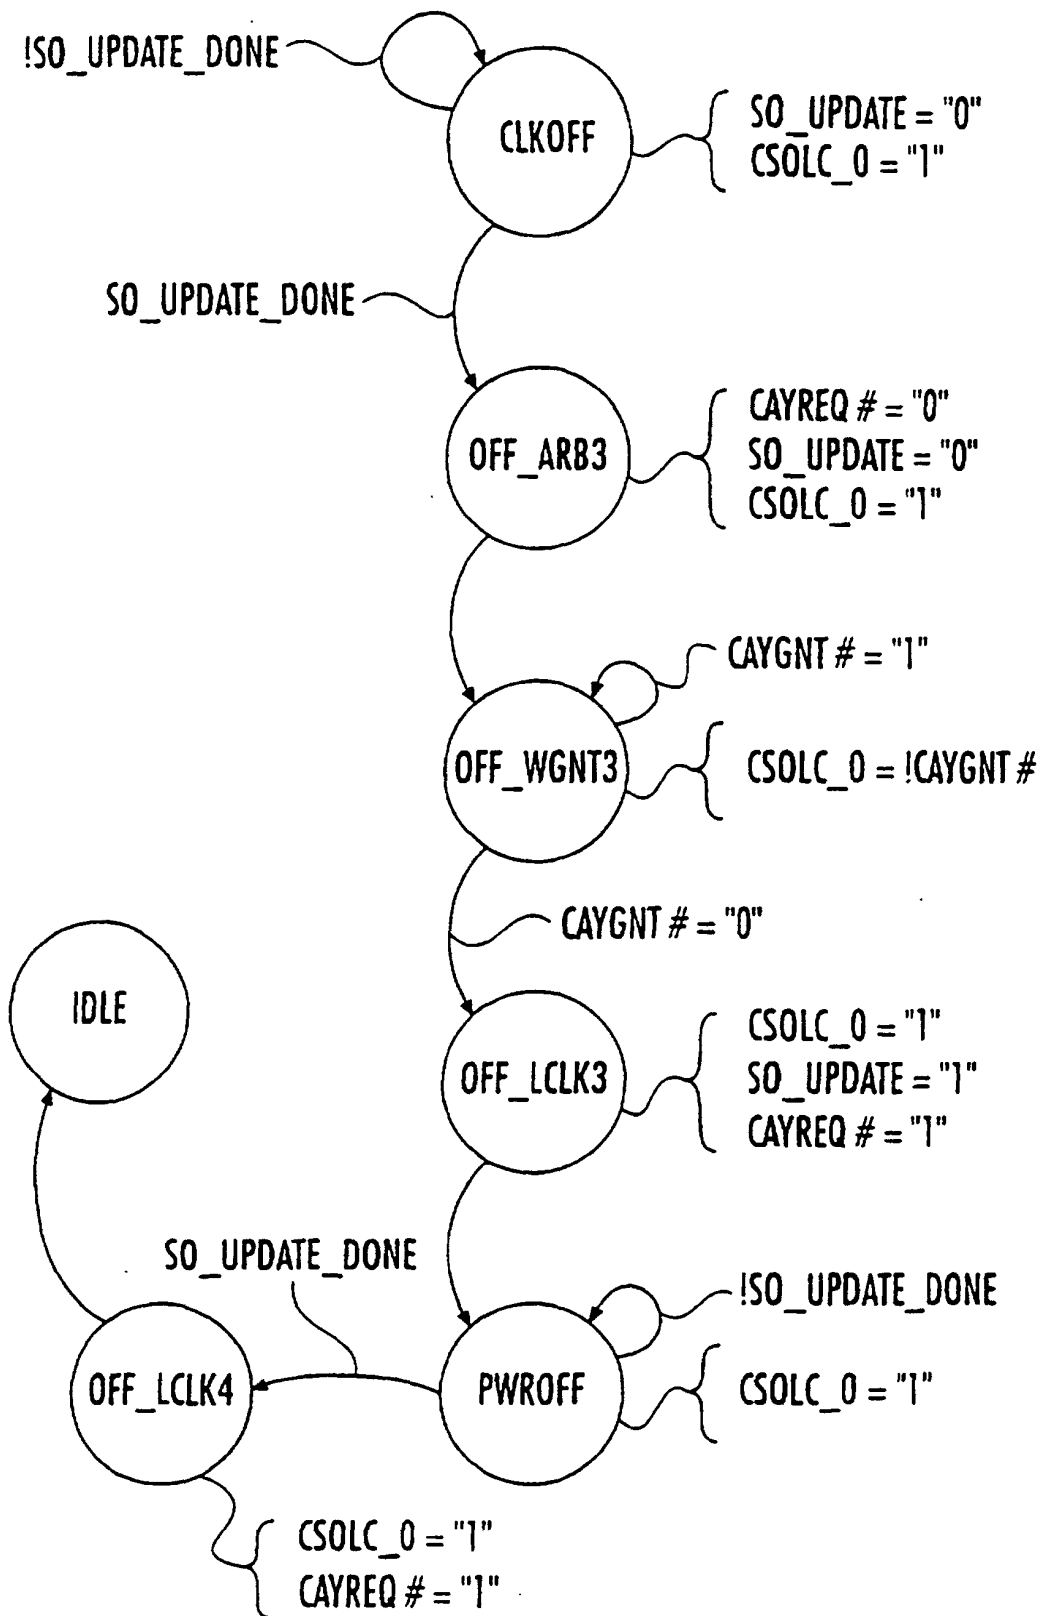 !SO_UPDATE_DONE
CLKOFF
SO_UPDATE = "0"
CSOLC_0 = "1"
SO_UPDATE_DONE
OFF_ARB3
CAYREQ # = "0"
SO_UPDATE = "0"
CSOLC_0 = "1"
CAYGNT # = "1"
OFF_WGNT3
CSOLC_0 = !CAYGNT #
CAYGNT # = "0"
IDLE
OFF_LCLK3
CSOLC_0 = "1"
SO_UPDATE = "1"
CAYREQ # = "1"
SO_UPDATE_DONE
!SO_UPDATE_DONE
OFF_LCLK4
PWROFF
CSOLC_0 = "1"
CSOLC_0 = "1"
CAYREQ # = "1"